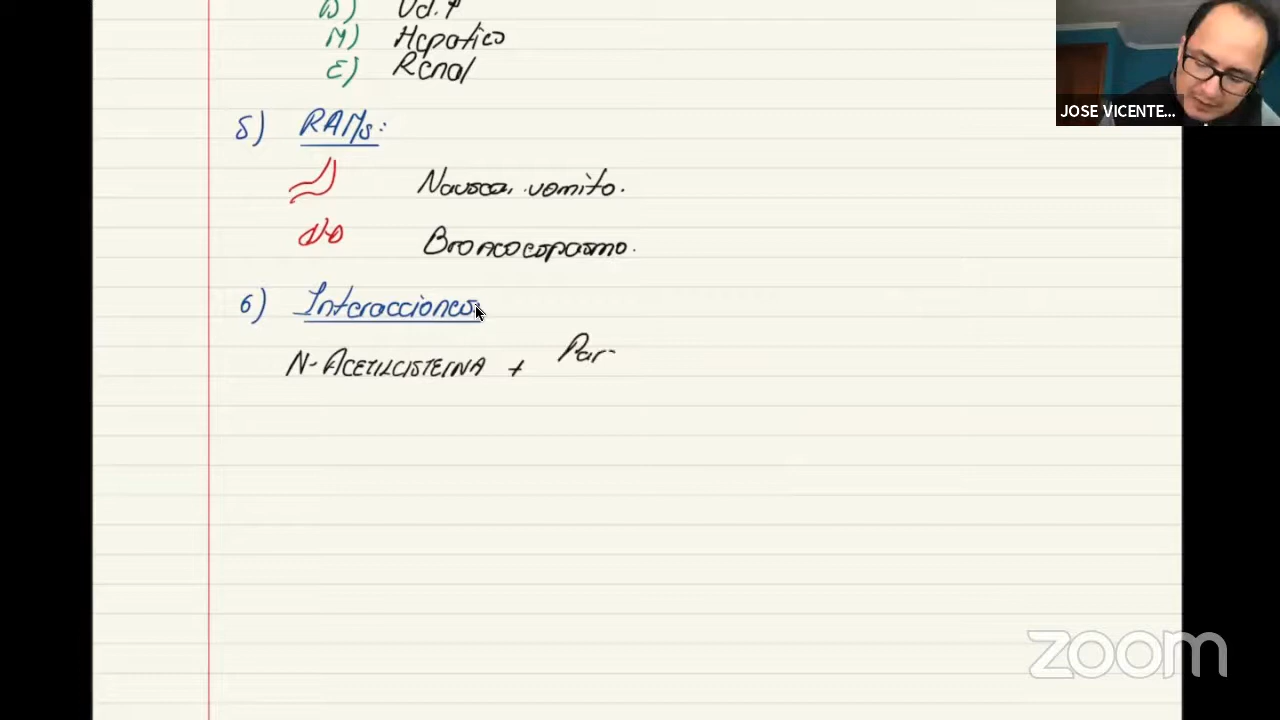 D) Vd.↑
M) Hepatico
E) Renal
5) RAMs:
Nausea, vomito.
Broncoespasmo.
6) Interacciones
N-ACETILCISTEINA + Par
JOSE VICENTE...
zoom